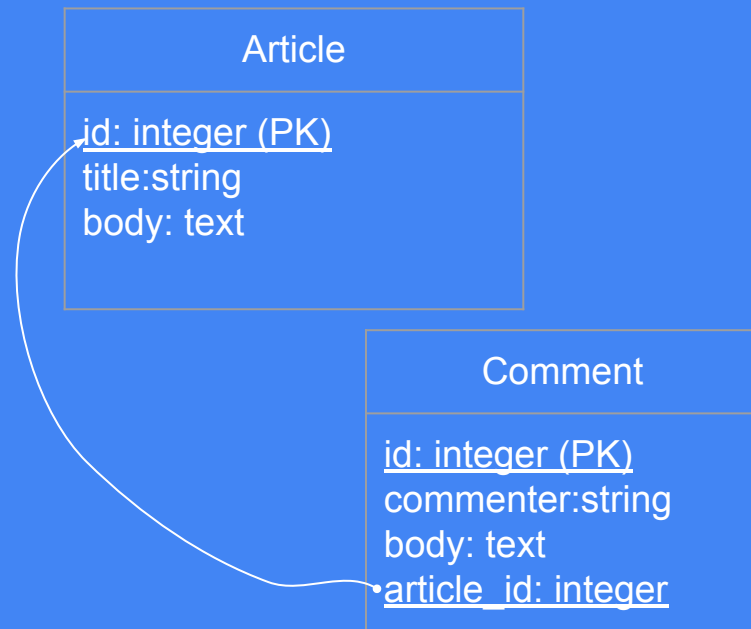 Article
id: integer (PK)
title:string
body: text
Comment
id: integer (PK)
commenter:string
body: text
article_id: integer